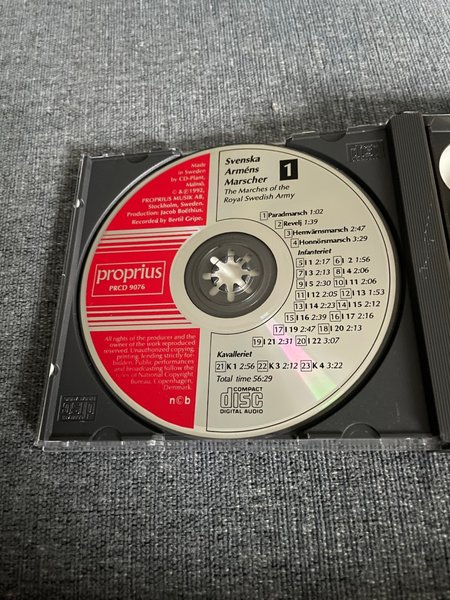 Made
in Sweden
by CD-Plant,
Malmö.
© & ℗ 1992,
PROPRIUS MUSIK AB,
Stockholm, Sweden.
Production: Jacob Boëthius.
Recorded by Bertil Gripe.
proprius
PRCD 9076
All rights of the producer and the
owner of the work reproduced
reserved. Unauthorized copying,
hiring, lending strictly for-
bidden. Public performances
and broadcasting follow the
rules of National Copyright
Bureau, Copenhagen,
Denmark.
n©b
Svenska
Arméns
Marscher
1
The Marches of the
Royal Swedish Army
1 Paradmarsch 1:02
2 Revelj 1:39
3 Hemvärnsmarsch 2:47
4 Honnörsmarsch 3:29
Infanteriet
5 I 1 2:17 6 I 2 1:56
7 I 3 2:13 8 I 4 2:06
9 I 5 2:30 10 I 11 2:06
11 I 12 2:05 12 I 13 1:53
13 I 14 2:23 14 I 15 2:12
15 I 16 2:39 16 I 17 2:16
17 I 19 2:47 18 I 20 2:13
19 I 21 2:31 20 I 22 3:02
Kavalleriet
21 K 1 2:56 22 K 3 2:12 23 K 4 3:22
Total time 56:29
COMPACT
disc
DIGITAL AUDIO